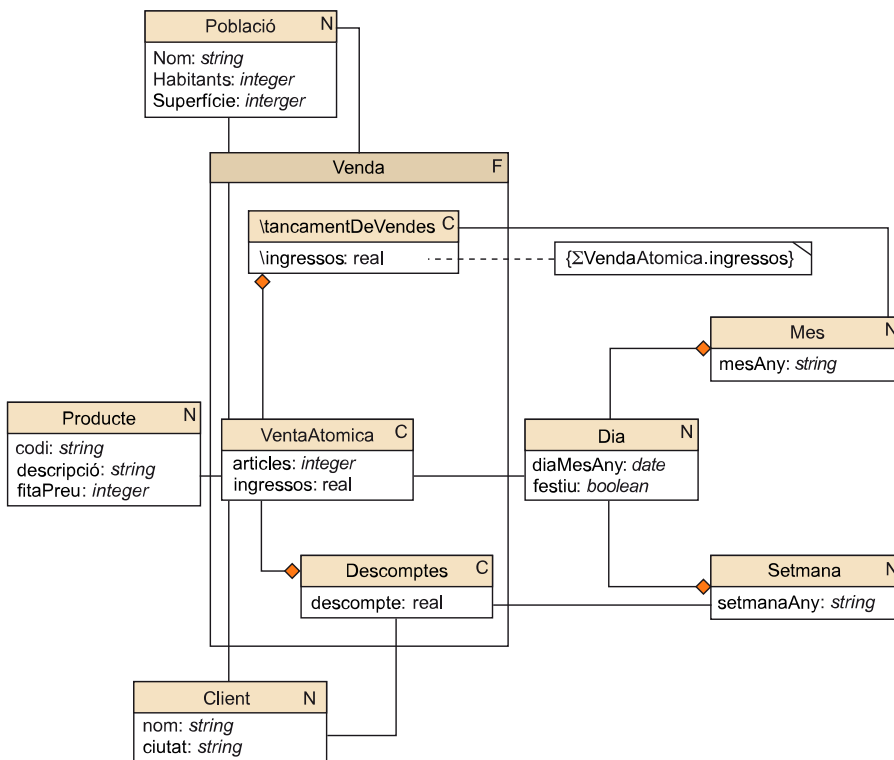 Població N
Nom: string
Habitants: integer
Superfície: interger
Venda F
\tancamentDeVendes C
\ingressos: real
{ΣVendaAtomica.ingressos}
Mes N
mesAny: string
Producte N
codi: string
descripció: string
fitaPreu: integer
VentaAtomica C
articles: integer
ingressos: real
Dia N
diaMesAny: date
festiu: boolean
Descomptes C
descompte: real
Setmana N
setmanaAny: string
Client N
nom: string
ciutat: string